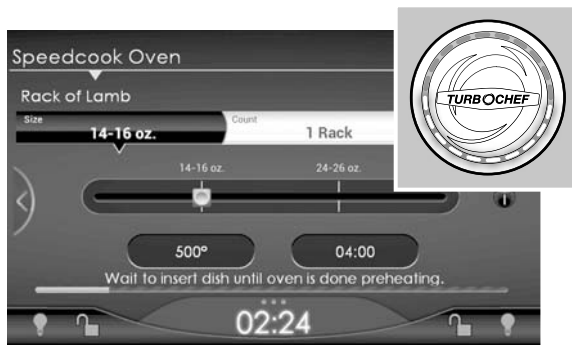 Speedcook Oven
Rack of Lamb
Size
14-16 oz.
Count
1 Rack
TURBOCHEF
14-16 oz.
24-26 oz.
500°
04:00
Wait to insert dish until oven is done preheating.
02:24